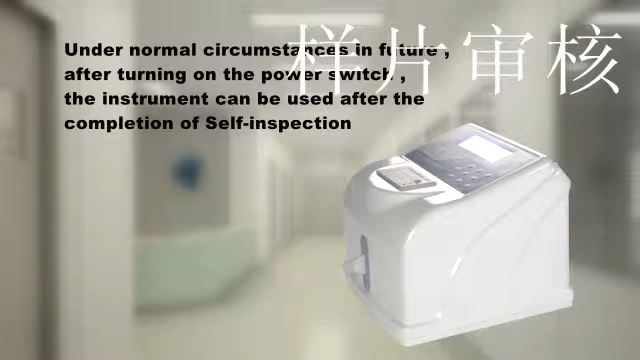 样片审核
Under normal circumstances in future ,
after turning on the power switch ,
the instrument can be used after the
completion of Self-inspection